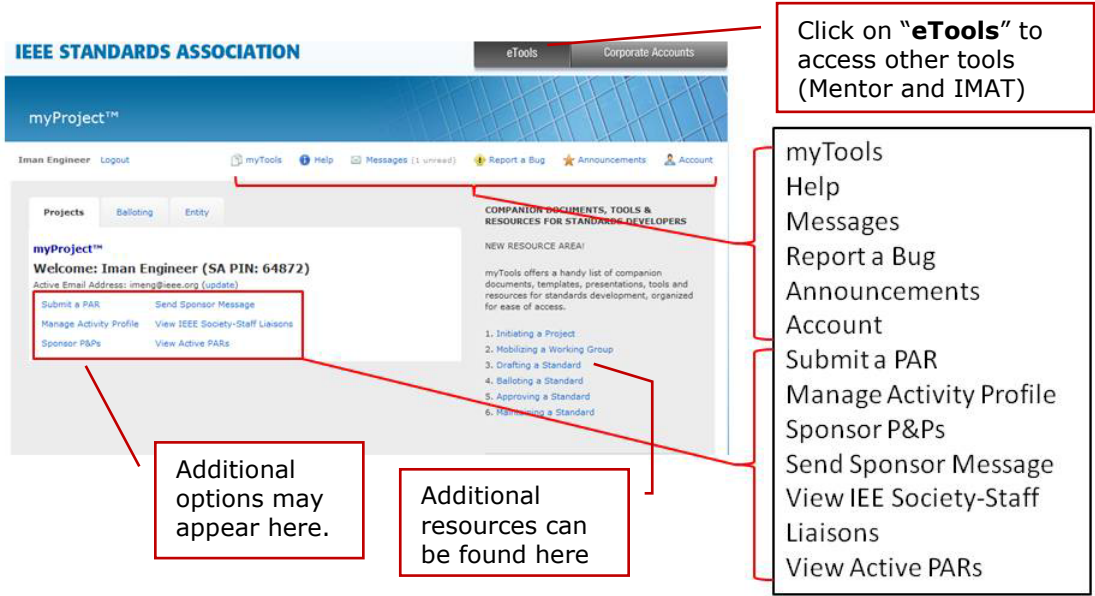 IEEE STANDARDS ASSOCIATION
eTools
Corporate Accounts
Click on “eTools” to
access other tools
(Mentor and IMAT)
myProject™
Iman Engineer Logout
myTools
Help
Messages (1 unread)
Report a Bug
Announcements
Account
Projects
Balloting
Entity
myProject™
Welcome: Iman Engineer (SA PIN: 64872)
Active Email Address: imeng@ieee.org (update)
Submit a PAR
Send Sponsor Message
Manage Activity Profile
View IEEE Society-Staff Liaisons
Sponsor P&Ps
View Active PARs
COMPANION DOCUMENTS, TOOLS &
RESOURCES FOR STANDARDS DEVELOPERS
NEW RESOURCE AREA!
myTools offers a handy list of companion
documents, templates, presentations, tools and
resources for standards development, organized
for ease of access.
1. Initiating a Project
2. Mobilizing a Working Group
3. Drafting a Standard
4. Balloting a Standard
5. Approving a Standard
6. Maintaining a Standard
myTools
Help
Messages
Report a Bug
Announcements
Account
Submit a PAR
Manage Activity Profile
Sponsor P&Ps
Send Sponsor Message
View IEE Society-Staff
Liaisons
View Active PARs
Additional
options may
appear here.
Additional
resources can
be found here